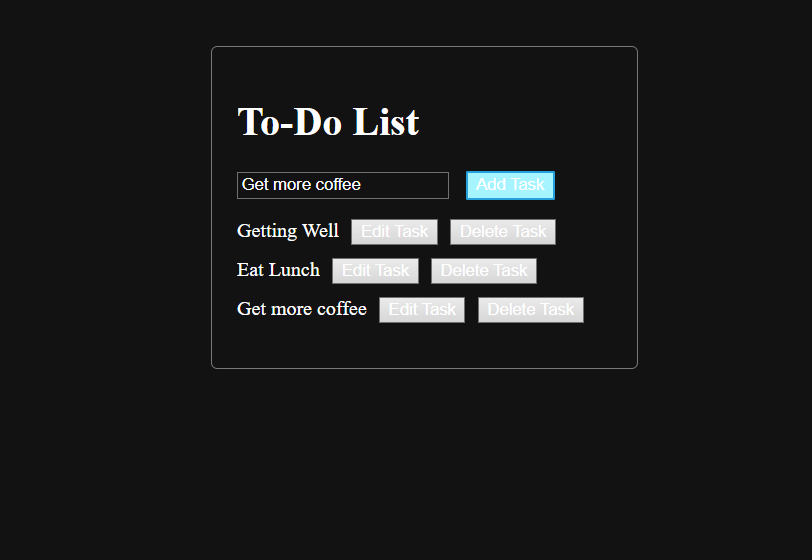 To-Do List
Get more coffee Add Task
Getting Well Edit Task Delete Task
Eat Lunch Edit Task Delete Task
Get more coffee Edit Task Delete Task